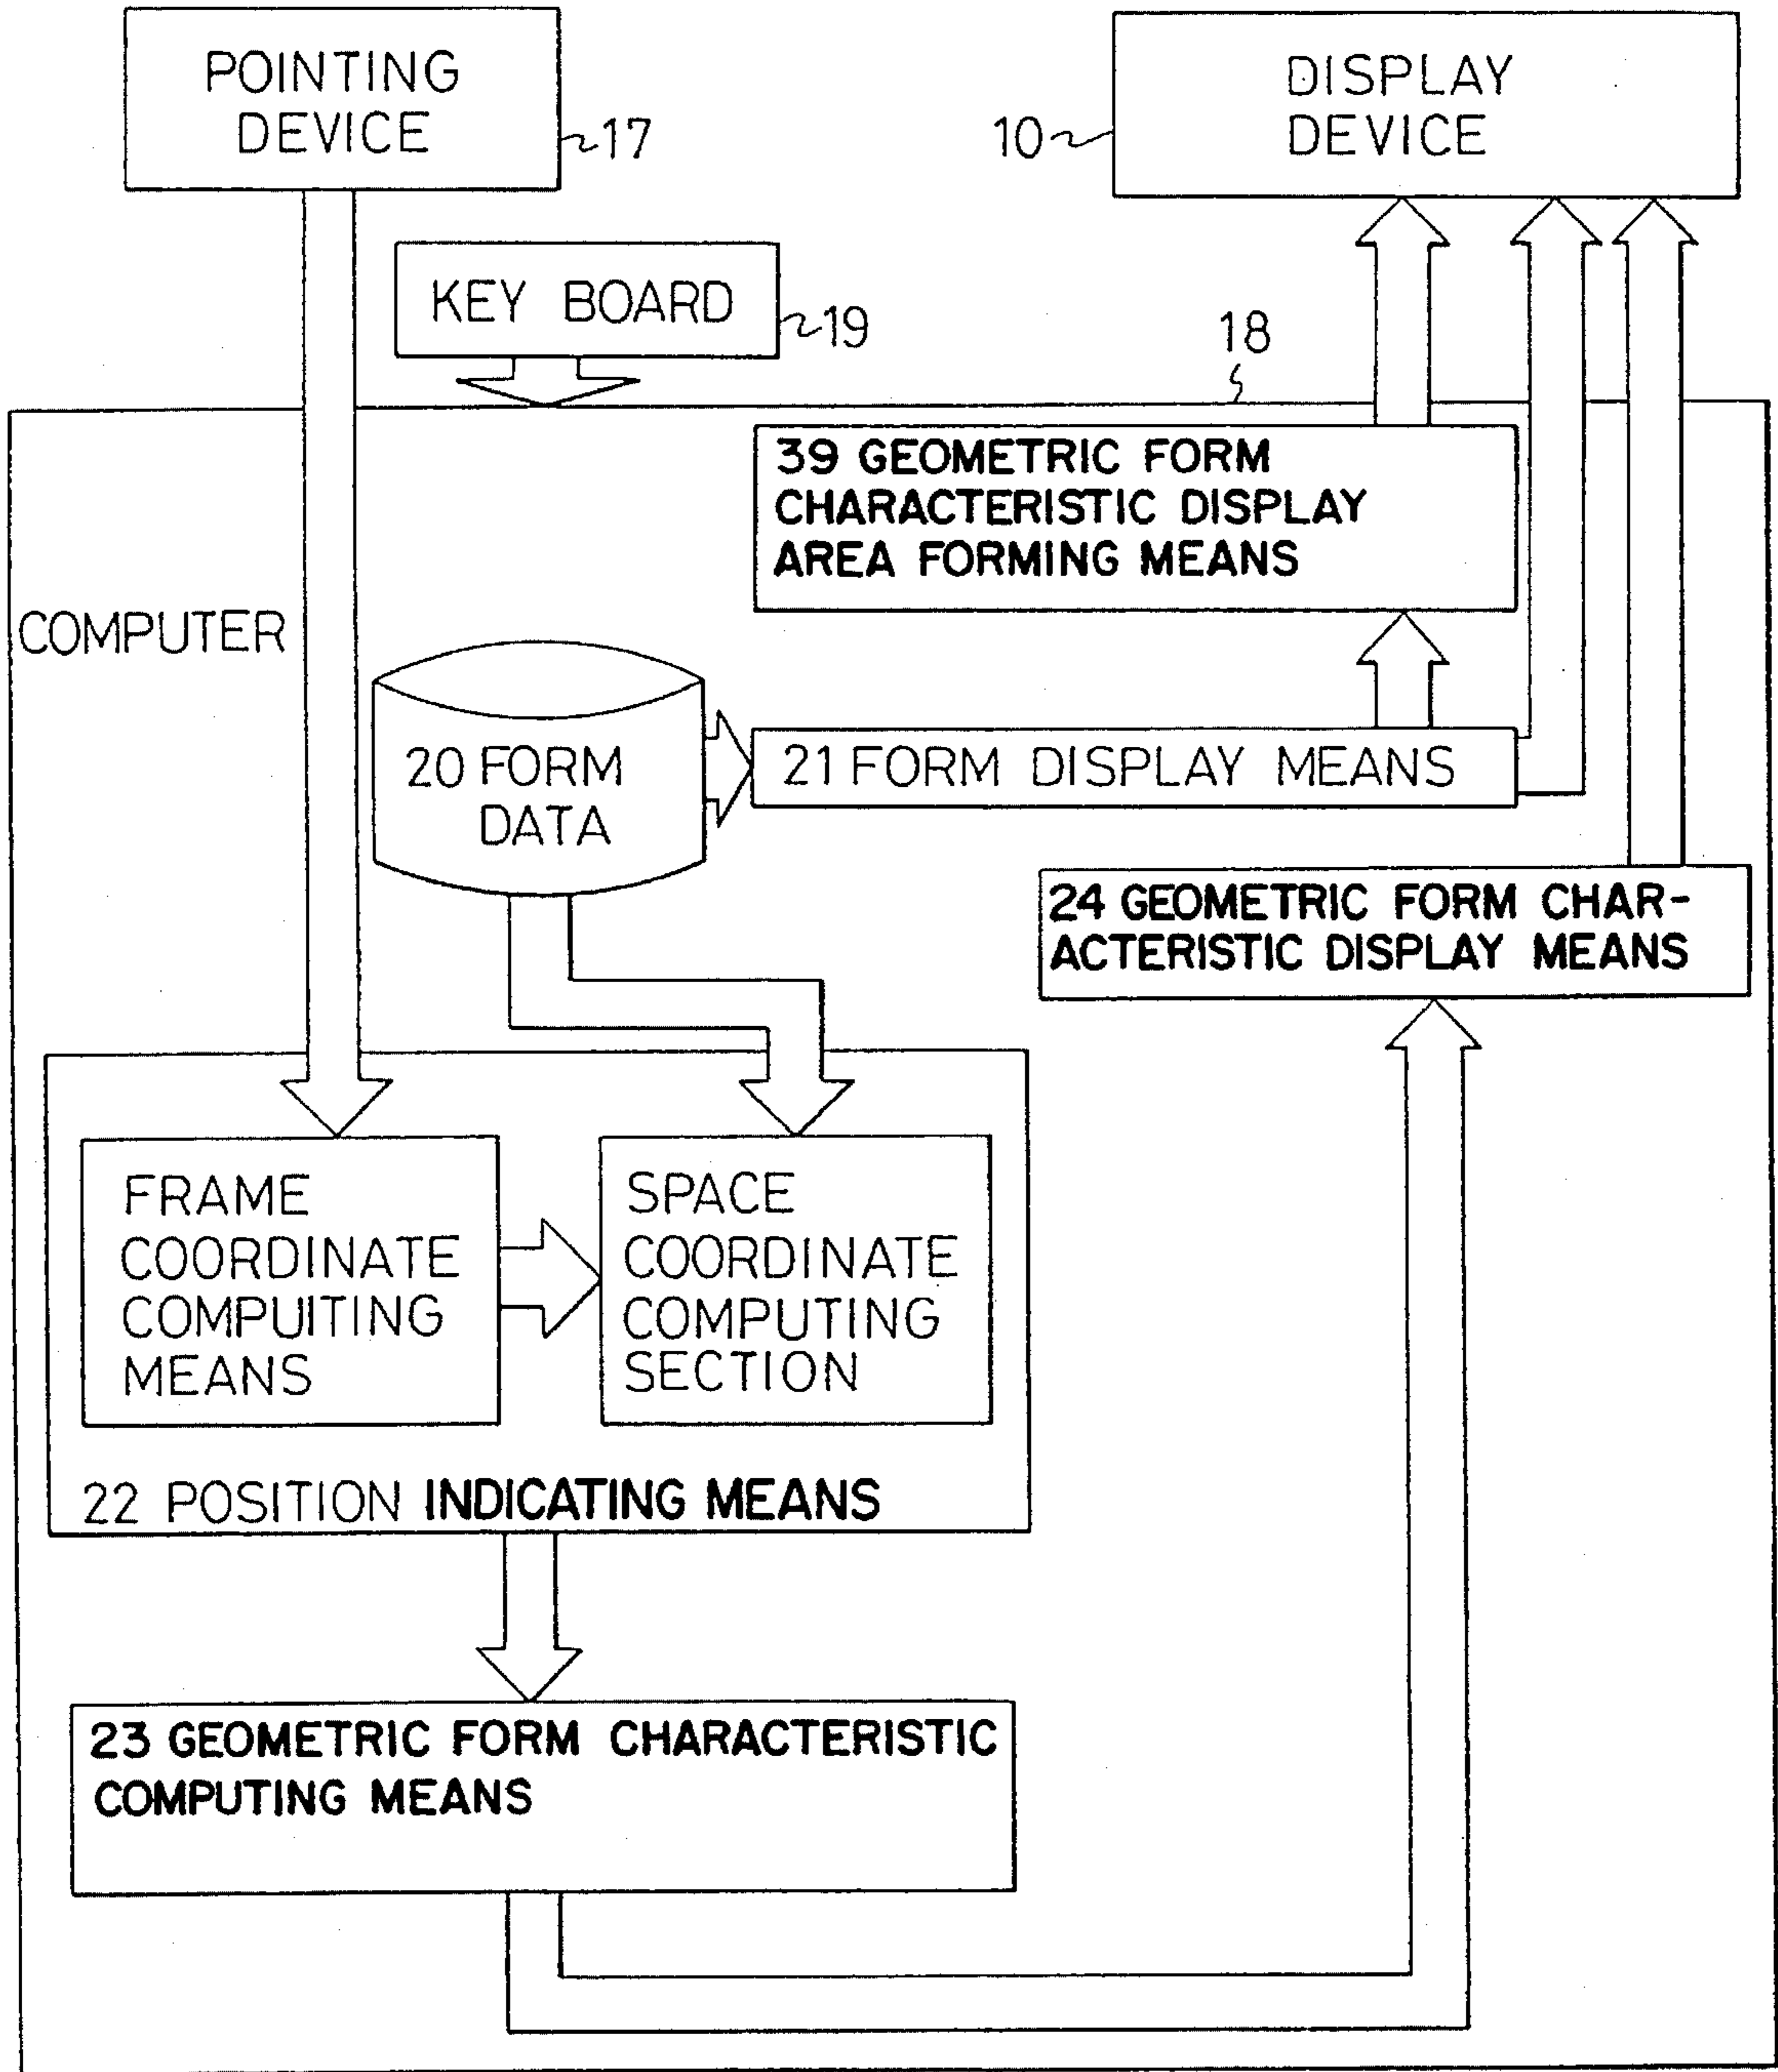 POINTING
DEVICE
17
DISPLAY
DEVICE
10
KEY BOARD
19
18
39 GEOMETRIC FORM
CHARACTERISTIC DISPLAY
AREA FORMING MEANS
COMPUTER
20 FORM
DATA
21 FORM DISPLAY MEANS
24 GEOMETRIC FORM CHAR-
ACTERISTIC DISPLAY MEANS
FRAME
COORDINATE
COMPUITING
MEANS
SPACE
COORDINATE
COMPUTING
SECTION
22 POSITION INDICATING MEANS
23 GEOMETRIC FORM CHARACTERISTIC
COMPUTING MEANS